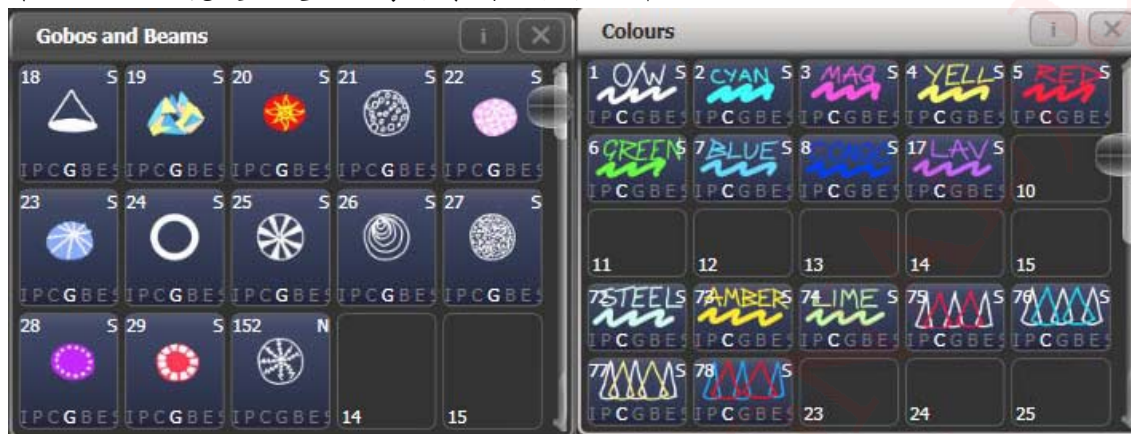 Gobos and Beams
i X
18 S 19 S 20 S 21 S 22 S
IPCGBES IPCGBES IPCGBES IPCGBES IPCGBES
23 S 24 S 25 S 26 S 27 S
IPCGBES IPCGBES IPCGBES IPCGBES IPCGBES
28 S 29 S 152 N
IPCGBES IPCGBES IPCGBES 14 15
Colours
i X
1 O/W S 2 CYAN S 3 MAG S 4 YELL S 5 RED S
IPCGBES IPCGBES IPCGBES IPCGBES IPCGBES
6 GREEN S 7 BLUE S 8 S 17 LAV S
IPCGBES IPCGBES IPCGBES IPCGBES 10
11 12 13 14 15
72 STEEL S 73 AMBER S 74 LIME S 75 S 76 S
IPCGBES IPCGBES IPCGBES IPCGBES IPCGBES
77 S 78 S
IPCGBES IPCGBES 23 24 25